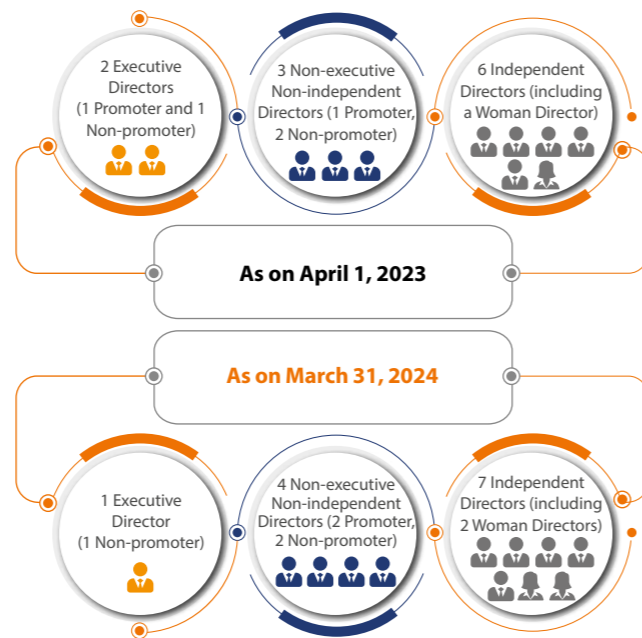 2 Executive
Directors
(1 Promoter and 1
Non-promoter)
3 Non-executive
Non-independent
Directors (1 Promoter,
2 Non-promoter)
6 Independent
Directors (including
a Woman Director)
As on April 1, 2023
As on March 31, 2024
1 Executive
Director
(1 Non-promoter)
4 Non-executive
Non-independent
Directors (2 Promoter,
2 Non-promoter)
7 Independent
Directors (including
2 Woman Directors)